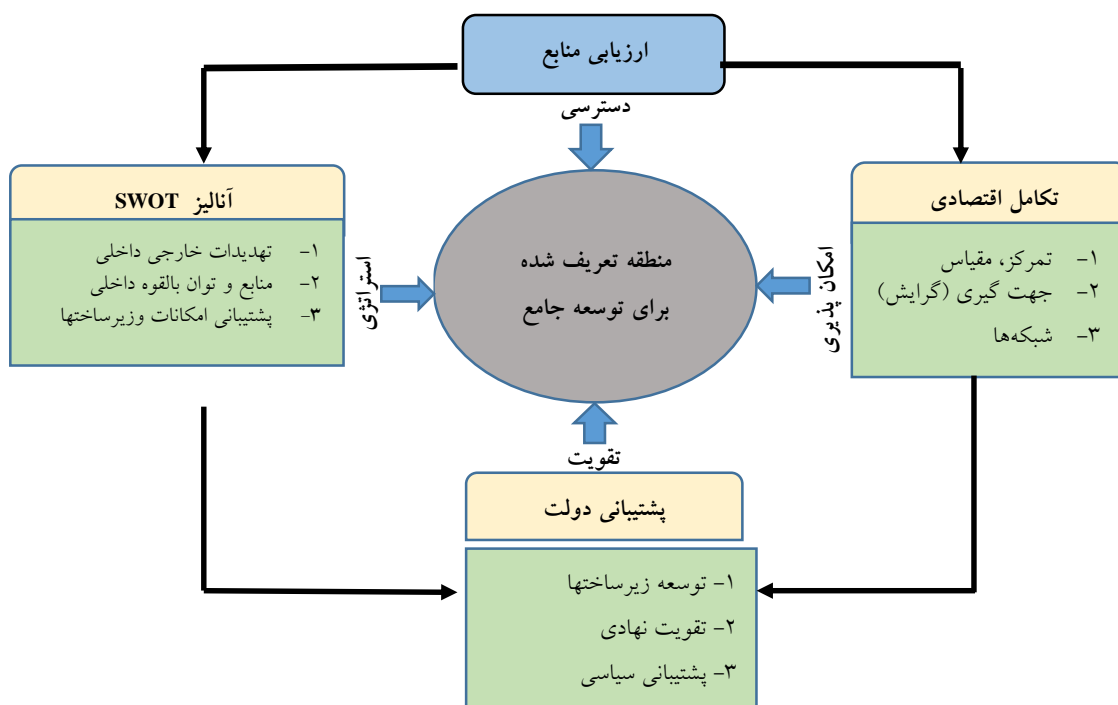 ارزیابی منابع
دسترسی
تکامل اقتصادی
۱- تمرکز، مقیاس
۲- جهت گیری (گرایش)
۳- شبکه‌ها
امکان پذیری
منطقه تعریف شده
برای توسعه جامع
استراتژی
آنالیز SWOT
۱- تهدیدات خارجی داخلی
۲- منابع و توان بالقوه داخلی
۳- پشتیبانی امکانات وزیرساختها
تقویت
پشتیبانی دولت
۱- توسعه زیرساختها
۲- تقویت نهادی
۳- پشتیبانی سیاسی